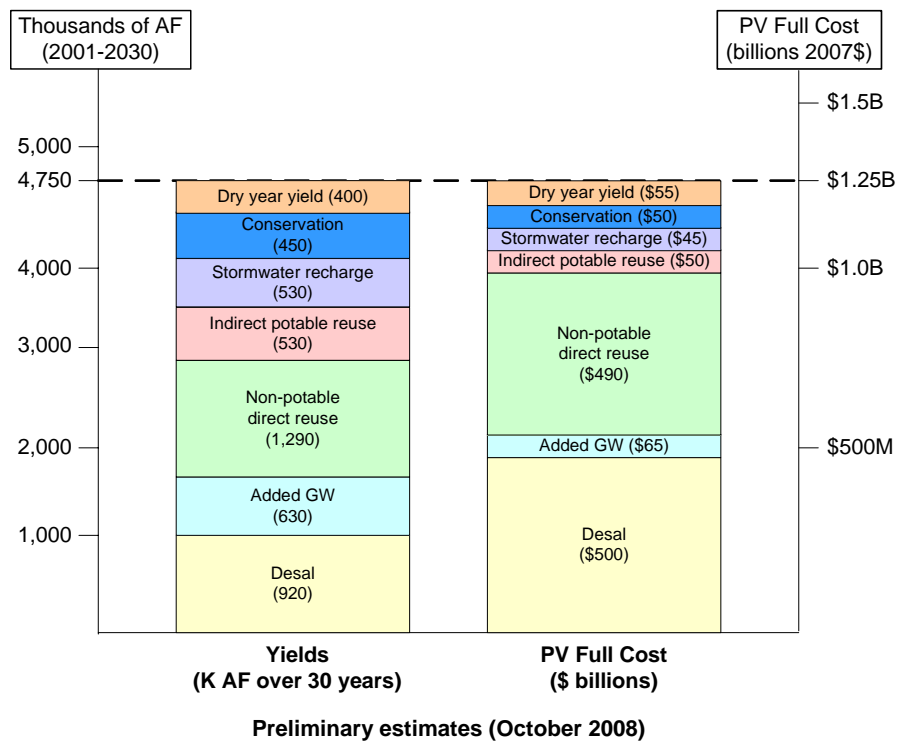 Thousands of AF
(2001-2030)
PV Full Cost
(billions 2007$)
$1.5B
5,000
4,750
$1.25B
Dry year yield (400)
Dry year yield ($55)
Conservation
(450)
Conservation ($50)
Stormwater recharge ($45)
4,000
Stormwater recharge
(530)
Indirect potable reuse ($50)
$1.0B
Indirect potable reuse
(530)
3,000
Non-potable
direct reuse
($490)
Non-potable
direct reuse
(1,290)
2,000
Added GW ($65)
$500M
Added GW
(630)
1,000
Desal
($500)
Desal
(920)
Yields
(K AF over 30 years)
PV Full Cost
($ billions)
Preliminary estimates (October 2008)